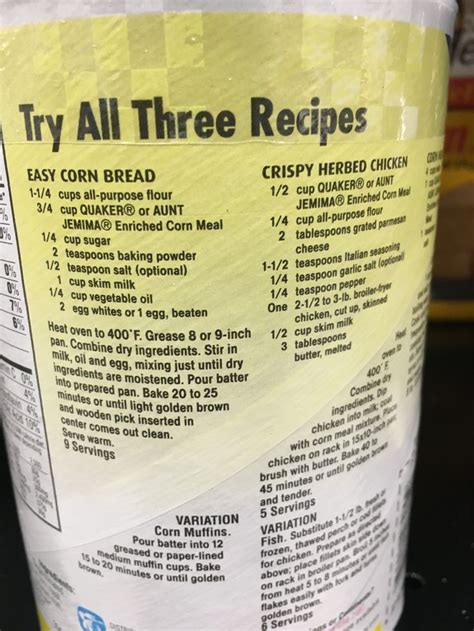 Try All Three Recipes
EASY CORN BREAD
1-1/4 cups all-purpose flour
3/4 cup QUAKER® or AUNT
JEMIMA® Enriched Corn Meal
1/4 cup sugar
2 teaspoons baking powder
1/2 teaspoon salt (optional)
1 cup skim milk
1/4 cup vegetable oil
2 egg whites or 1 egg, beaten
Heat oven to 400°F. Grease 8 or 9-inch
pan. Combine dry ingredients. Stir in
milk, oil and egg, mixing just until dry
ingredients are moistened. Pour batter
into prepared pan. Bake 20 to 25
minutes or until light golden brown
and wooden pick inserted in
center comes out clean.
Serve warm.
9 Servings
VARIATION
Corn Muffins.
Pour batter into 12
greased or paper-lined
medium muffin cups. Bake
15 to 20 minutes or until golden
brown.
CRISPY HERBED CHICKEN
1/2 cup QUAKER® or AUNT
JEMIMA® Enriched Corn Meal
1/4 cup all-purpose flour
2 tablespoons grated parmesan
cheese
1-1/2 teaspoons Italian seasoning
1/4 teaspoon garlic salt (optional)
1/4 teaspoon pepper
One 2-1/2 to 3-lb. broiler-fryer
chicken, cut up, skinned
1/2 cup skim milk
3 tablespoons
butter, melted
Heat
oven to
400°F.
Combine dry
ingredients. Dip
chicken into milk; coat
with corn meal mixture. Place
chicken on rack in 15x10-inch pan;
brush with butter. Bake 40 to
45 minutes or until golden brown
and tender.
5 Servings
VARIATION
Fish. Substitute 1-1/2 lb. fresh or
frozen, thawed perch or cod
for chicken. Prepare as directed
above; place fillets skin side
on rack in broiler pan. Broil
from heat 5 to 8 minutes or
flakes easily with fork and
golden brown.
6 Servings
0%
0%
7%
6%